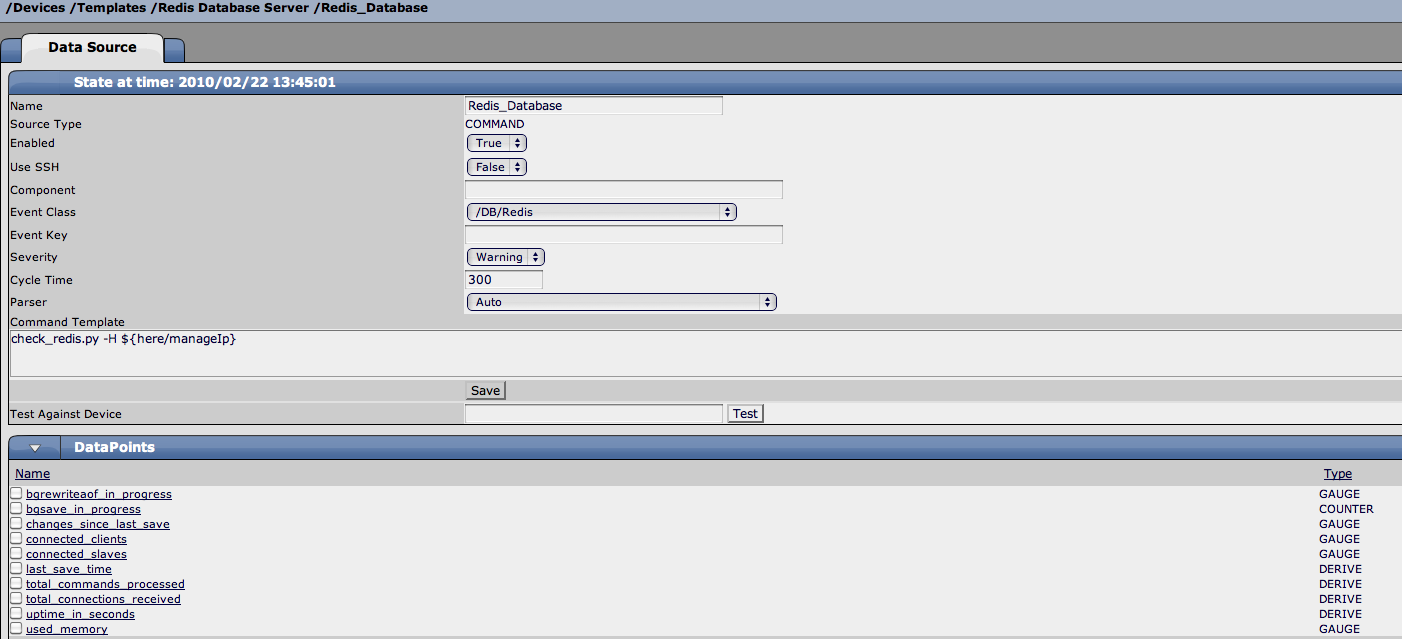 /Devices /Templates /Redis Database Server /Redis_Database
Data Source
State at time: 2010/02/22 13:45:01
Name Redis_Database
Source Type COMMAND
Enabled True
Use SSH False
Component
Event Class /DB/Redis
Event Key
Severity Warning
Cycle Time 300
Parser Auto
Command Template
check_redis.py -H ${here/manageIp}
Save
Test Against Device Test
DataPoints
Name Type
bgrewriteaof_in_progress GAUGE
bgsave_in_progress COUNTER
changes_since_last_save GAUGE
connected_clients GAUGE
connected_slaves GAUGE
last_save_time DERIVE
total_commands_processed DERIVE
total_connections_received DERIVE
uptime_in_seconds DERIVE
used_memory GAUGE